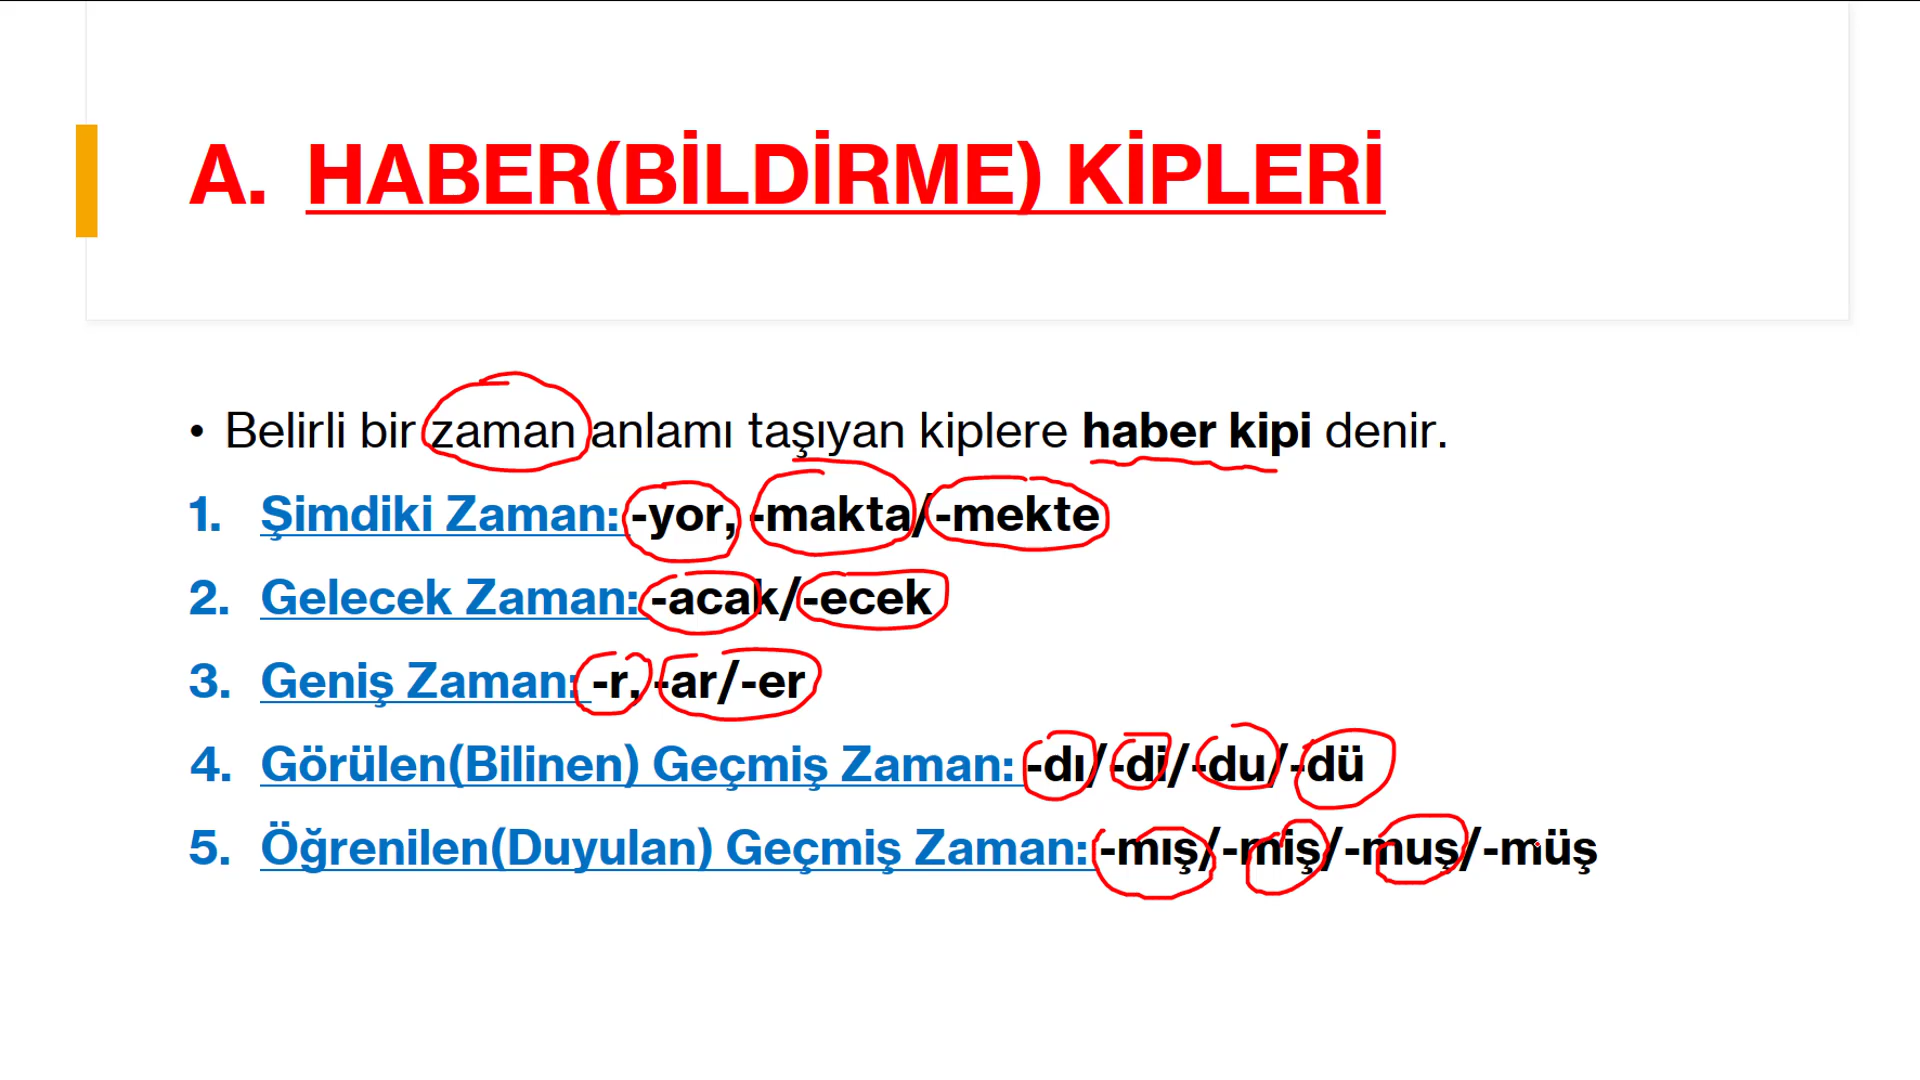 A. HABER(BİLDİRME) KİPLERİ
• Belirli bir zaman anlamı taşıyan kiplere haber kipi denir.
1. Şimdiki Zaman: -yor, -makta/-mekte
2. Gelecek Zaman: -acak/-ecek
3. Geniş Zaman: -r, -ar/-er
4. Görülen(Bilinen) Geçmiş Zaman: -dı/-di/-du/-dü
5. Öğrenilen(Duyulan) Geçmiş Zaman: -mış/-miş/-muş/-müş